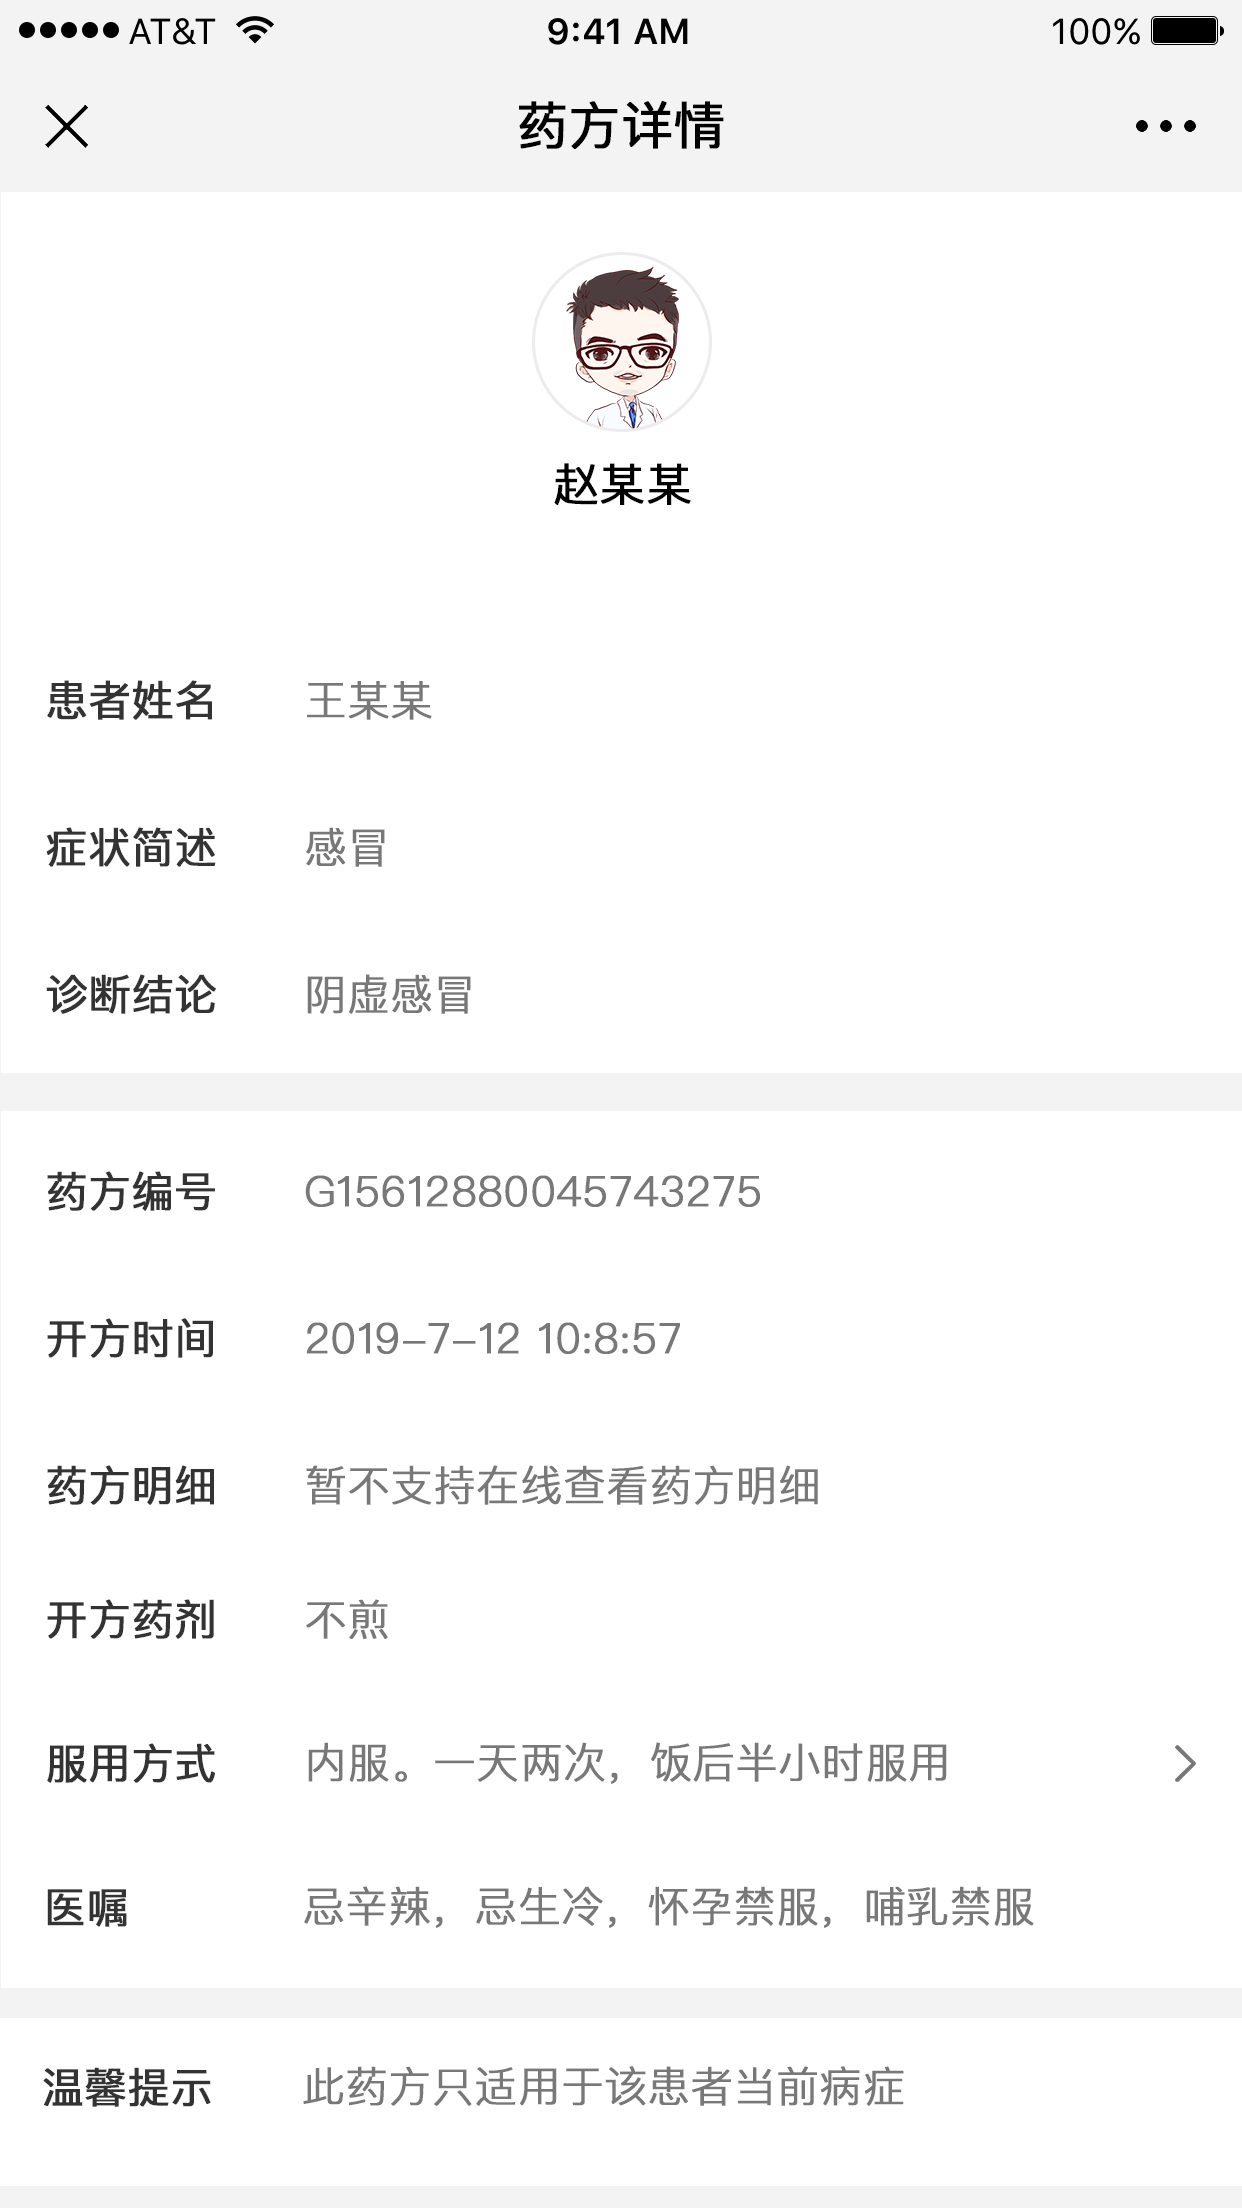 AT&T 9:41 AM 100%
药方详情
赵某某
患者姓名 王某某
症状简述 感冒
诊断结论 阴虚感冒
药方编号 G15612880045743275
开方时间 2019-7-12 10:8:57
药方明细 暂不支持在线查看药方明细
开方药剂 不煎
服用方式 内服。一天两次，饭后半小时服用
医嘱 忌辛辣，忌生冷，怀孕禁服，哺乳禁服
温馨提示 此药方只适用于该患者当前病症